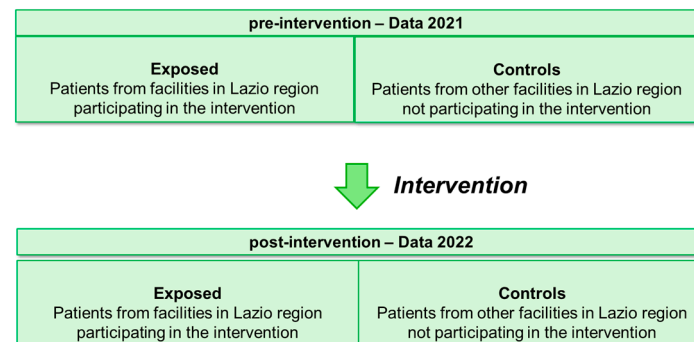 pre-intervention – Data 2021
Exposed
Patients from facilities in Lazio region
participating in the intervention
Controls
Patients from other facilities in Lazio region
not participating in the intervention
Intervention
post-intervention – Data 2022
Exposed
Patients from facilities in Lazio region
participating in the intervention
Controls
Patients from other facilities in Lazio region
not participating in the intervention